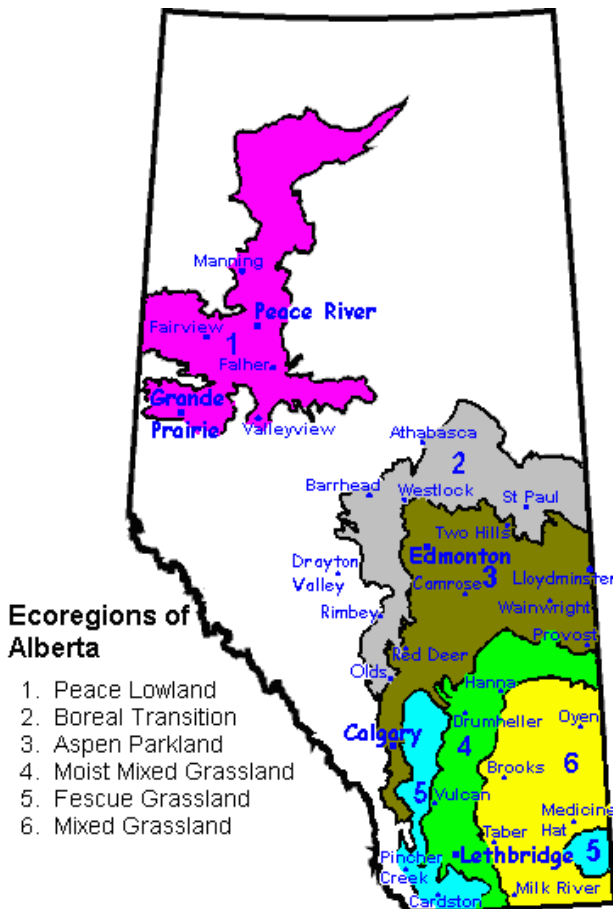 Manning
Peace River
Fairview
1
Falher
Grande
Prairie
Valleyview
Athabasca
2
Barrhead
Westlock
St Paul
Two Hills
Edmonton
Drayton
Valley
Camrose
3
Lloydminster
Rimbey
Wainwright
Provost
Red Deer
Olds
Hanna
Drumheller
Oyen
Calgary
4
Brooks
6
5
Vulcan
Medicine
Hat
Taber
Pincher
Creek
Lethbridge
5
Milk River
Cardston
Ecoregions of
Alberta
1. Peace Lowland
2. Boreal Transition
3. Aspen Parkland
4. Moist Mixed Grassland
5. Fescue Grassland
6. Mixed Grassland